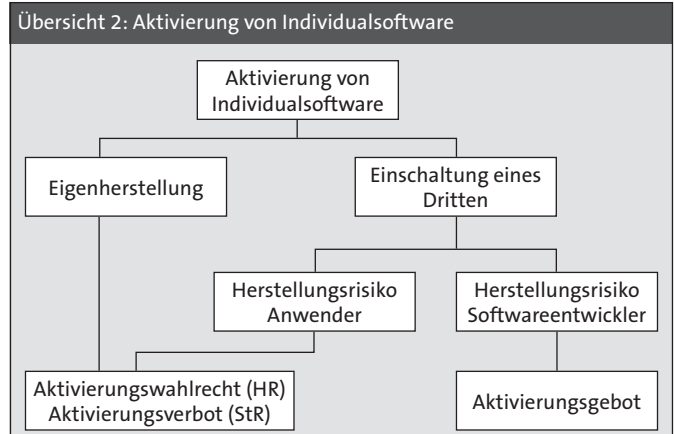 Übersicht 2: Aktivierung von Individualsoftware
Aktivierung von
Individualsoftware
Eigenherstellung
Einschaltung eines
Dritten
Herstellungsrisiko
Anwender
Herstellungsrisiko
Softwareentwickler
Aktivierungswahlrecht (HR)
Aktivierungsverbot (StR)
Aktivierungsgebot